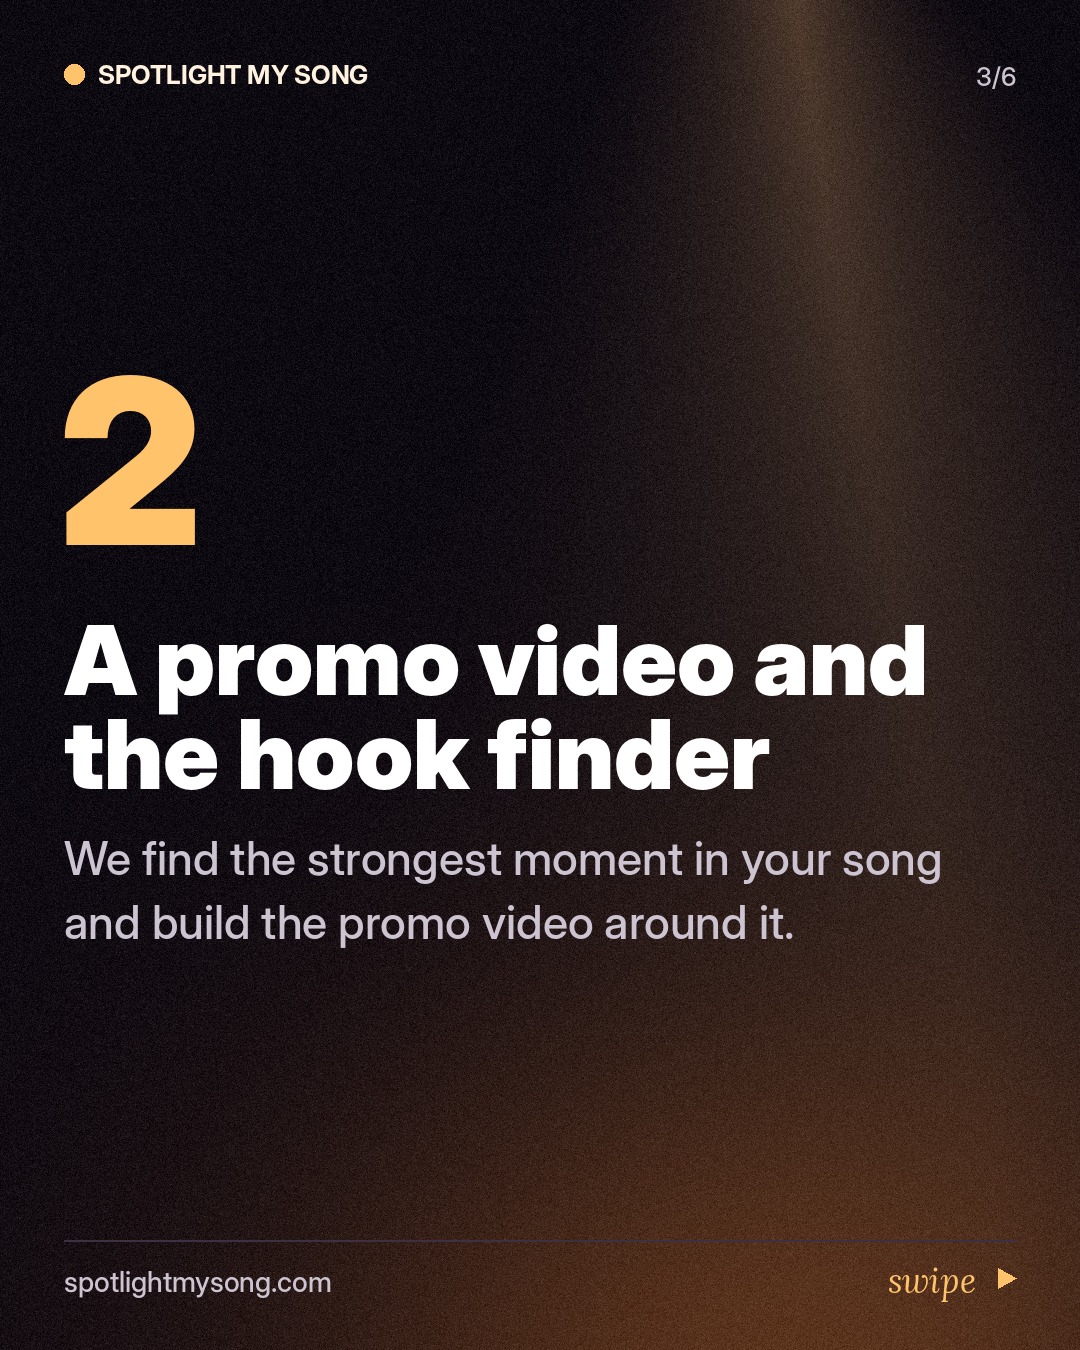 SPOTLIGHT MY SONG
3/6
2
A promo video and
the hook finder
We find the strongest moment in your song
and build the promo video around it.
spotlightmysong.com
swipe